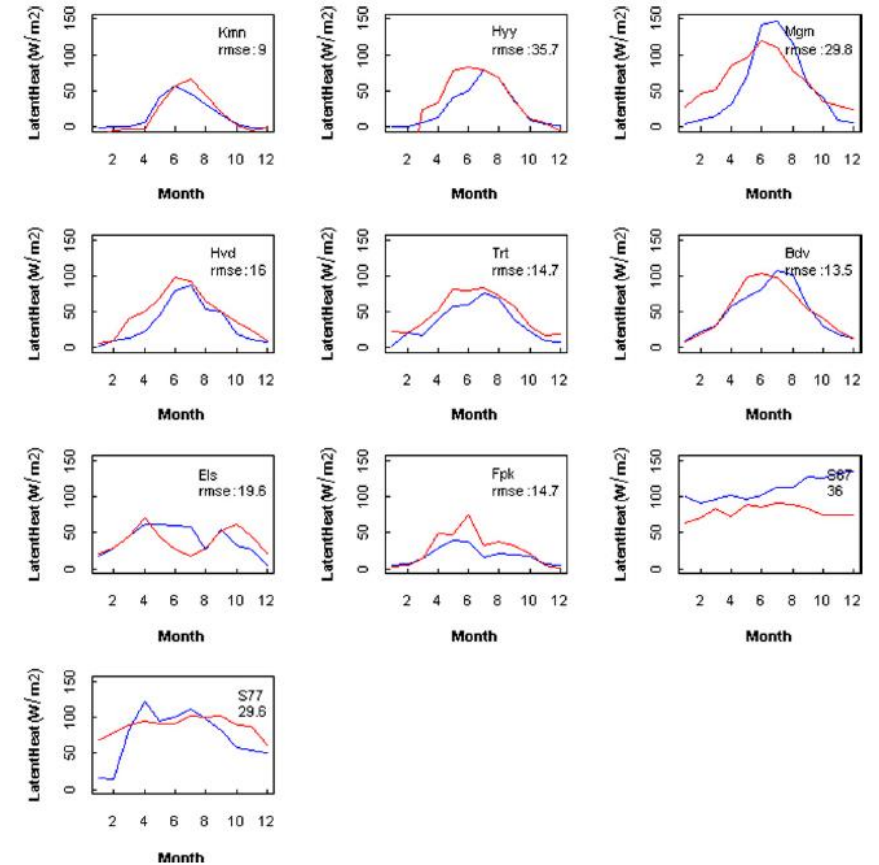 LatentHeat (W/m2)
0 50 100 150
Kmn
rmse :9
2 4 6 8 10 12
Month
LatentHeat (W/m2)
0 50 100 150
Hyy
rmse :35.7
2 4 6 8 10 12
Month
LatentHeat (W/m2)
0 50 100 150
Mgm
rmse :29.8
2 4 6 8 10 12
Month
LatentHeat (W/m2)
0 50 100 150
Hvd
rmse :16
2 4 6 8 10 12
Month
LatentHeat (W/m2)
0 50 100 150
Trt
rmse :14.7
2 4 6 8 10 12
Month
LatentHeat (W/m2)
0 50 100 150
Bdv
rmse :13.5
2 4 6 8 10 12
Month
LatentHeat (W/m2)
0 50 100 150
Els
rmse :19.6
2 4 6 8 10 12
Month
LatentHeat (W/m2)
0 50 100 150
Fpk
rmse :14.7
2 4 6 8 10 12
Month
LatentHeat (W/m2)
0 50 100 150
S67
36
2 4 6 8 10 12
Month
LatentHeat (W/m2)
0 50 100 150
S77
29.6
2 4 6 8 10 12
Month